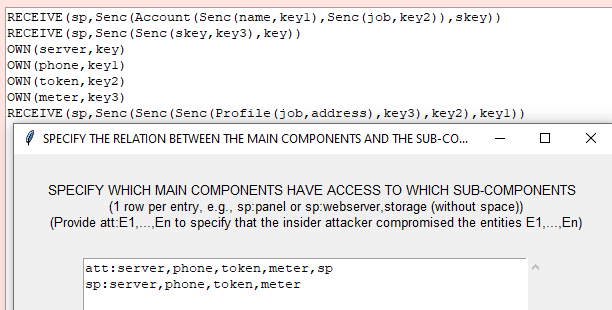 RECEIVE(sp,Senc(Account(Senc(name,key1),Senc(job,key2)),skey))
RECEIVE(sp,Senc(Senc(skey,key3),key))
OWN(server,key)
OWN(phone,key1)
OWN(token,key2)
OWN(meter,key3)
RECEIVE(sp,Senc(Senc(Senc(Profile(job,address),key3),key2),key1))
SPECIFY THE RELATION BETWEEN THE MAIN COMPONENTS AND THE SUB-CO...
SPECIFY WHICH MAIN COMPONENTS HAVE ACCESS TO WHICH SUB-COMPONENTS
(1 row per entry, e.g., sp:panel or sp:webserver,storage (without space))
(Provide att:E1,...,En to specify that the insider attacker compromised the entities E1,...,En)
att:server,phone,token,meter,sp
sp:server,phone,token,meter